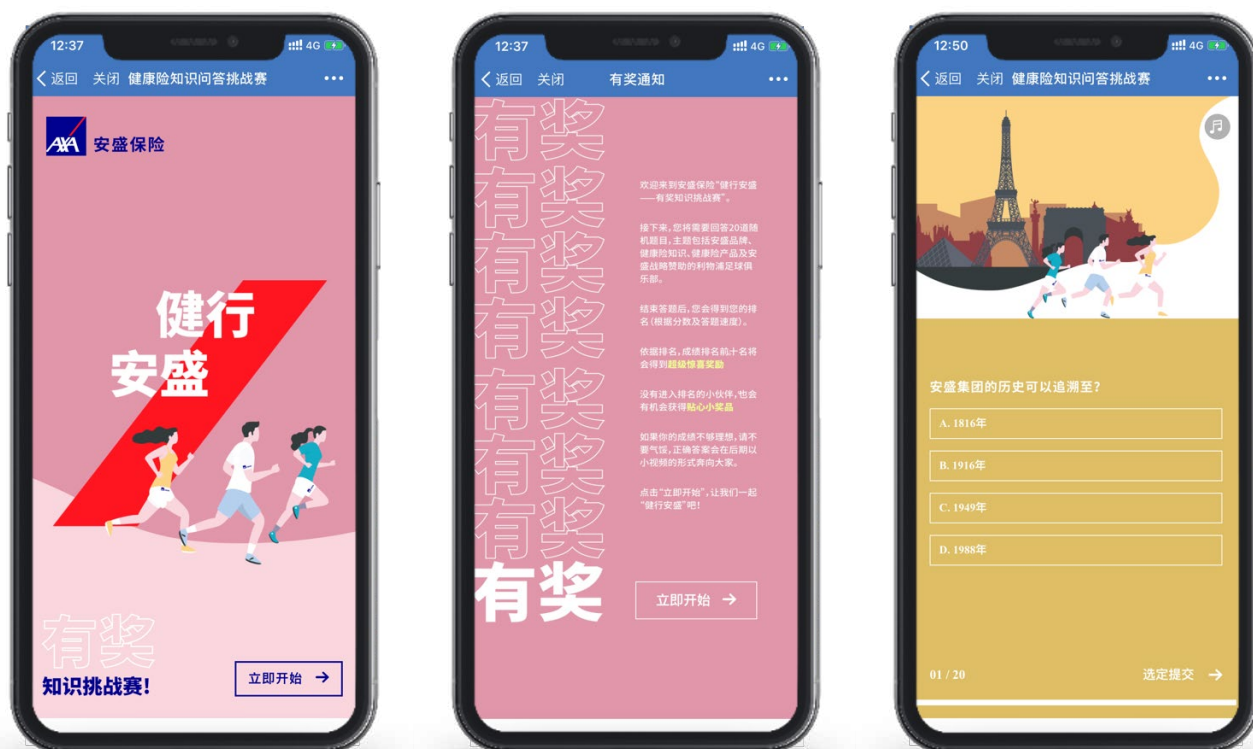 12:37
4G
返回 关闭 健康险知识问答挑战赛
AXA 安盛保险
健行
安盛
有奖
知识挑战赛!
立即开始 →
12:37
4G
返回 关闭 有奖通知
有奖
有奖
有奖
有奖
有奖
有奖
有奖
有奖
欢迎来到安盛保险“健行安盛
——有奖知识挑战赛”。
接下来,您将需要回答20道随
机题目,主题包括安盛品牌、
健康险知识、健康险产品及安
盛战略赞助的利物浦足球俱
乐部。
结束答题后,您会得到您的排
名(根据分数及答题速度)。
依据排名,成绩排名前十名将
会得到超级惊喜奖励
没有进入排名的小伙伴,也会
有机会获得贴心小奖品
如果你的成绩不够理想,请不
要气馁,正确答案会在后期以
小视频的形式奔向大家。
点击“立即开始”,让我们一起
“健行安盛”吧!
立即开始 →
12:50
4G
返回 关闭 健康险知识问答挑战赛
安盛集团的历史可以追溯至?
A. 1816年
B. 1916年
C. 1949年
D. 1988年
01 / 20
选定提交 →